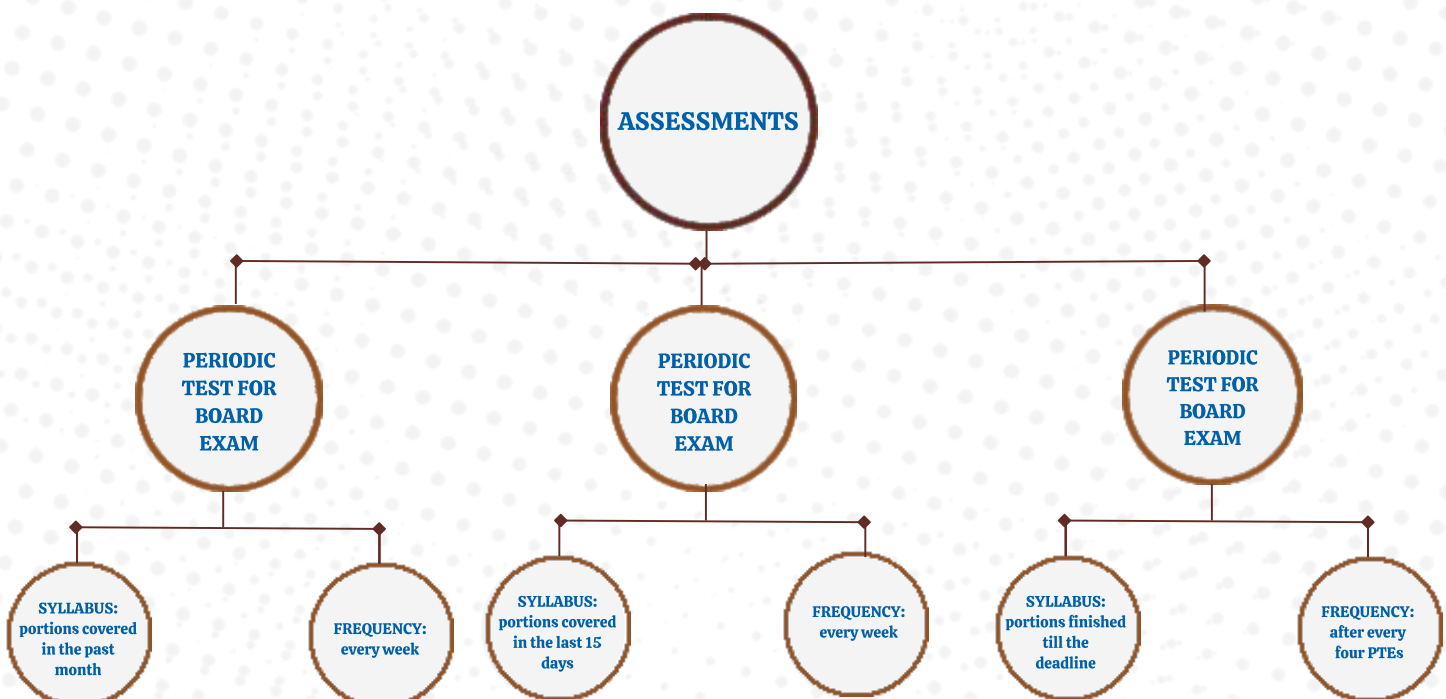 ASSESSMENTS
PERIODIC
TEST FOR
BOARD
EXAM
PERIODIC
TEST FOR
BOARD
EXAM
PERIODIC
TEST FOR
BOARD
EXAM
SYLLABUS:
portions covered
in the past
month
FREQUENCY:
every week
SYLLABUS:
portions covered
in the last 15
days
FREQUENCY:
every week
SYLLABUS:
portions finished
till the
deadline
FREQUENCY:
after every
four PTEs